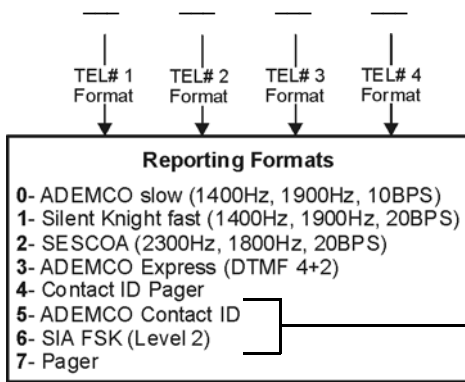 TEL# 1 TEL# 2 TEL# 3 TEL# 4
Format Format Format Format
Reporting Formats
0- ADEMCO slow (1400Hz, 1900Hz, 10BPS)
1- Silent Knight fast (1400Hz, 1900Hz, 20BPS)
2- SESCOA (2300Hz, 1800Hz, 20BPS)
3- ADEMCO Express (DTMF 4+2)
4- Contact ID Pager
5- ADEMCO Contact ID
6- SIA FSK (Level 2)
7- Pager